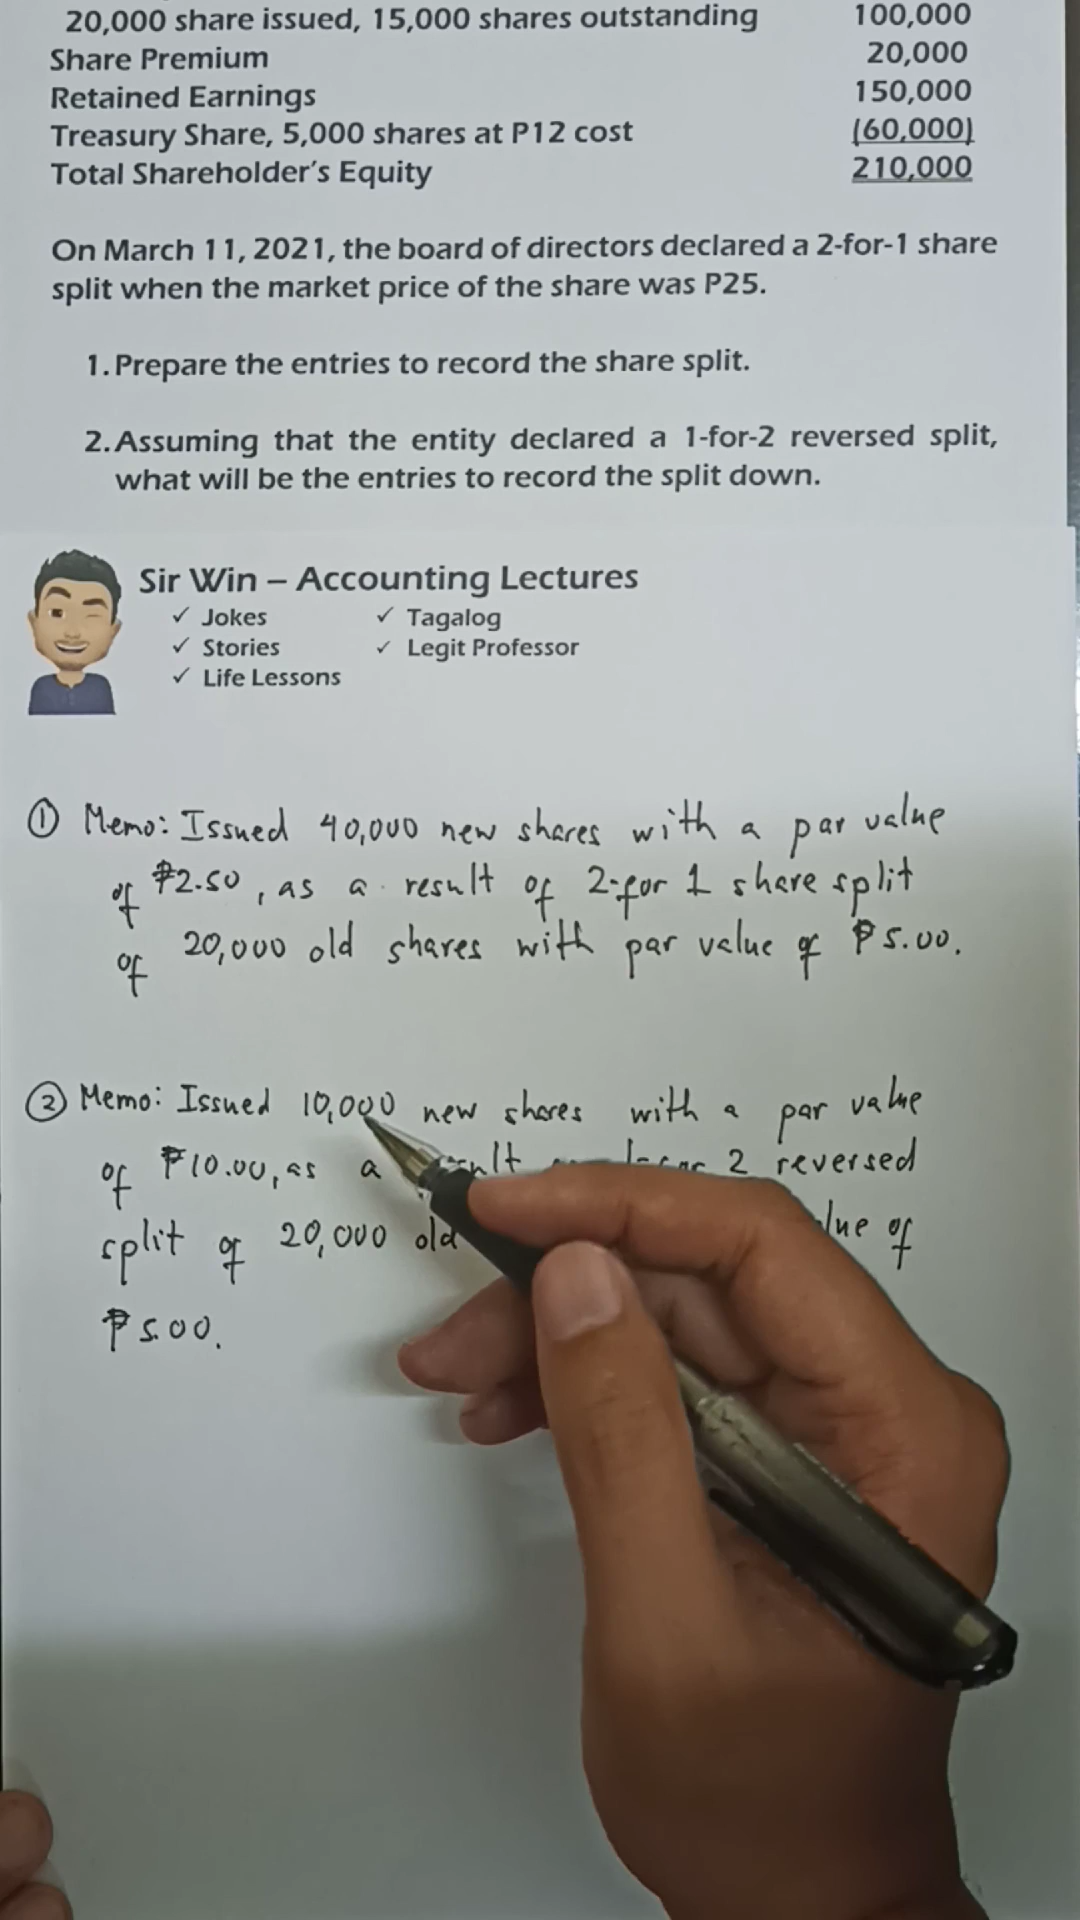 20,000 share issued, 15,000 shares outstanding 100,000
Share Premium 20,000
Retained Earnings 150,000
Treasury Share, 5,000 shares at P12 cost (60,000)
Total Shareholder's Equity 210,000
On March 11, 2021, the board of directors declared a 2-for-1 share
split when the market price of the share was P25.
1. Prepare the entries to record the share split.
2. Assuming that the entity declared a 1-for-2 reversed split,
what will be the entries to record the split down.
Sir Win – Accounting Lectures
✓ Jokes ✓ Tagalog
✓ Stories ✓ Legit Professor
✓ Life Lessons
① Memo: Issued 40,000 new shares with a par value
of ₱2.50, as a result of 2-for 1 share split
of 20,000 old shares with par value of ₱5.00.
② Memo: Issued 10,000 new shares with a par value
of ₱10.00, as a 2 reversed
split of 20,000 old of
₱5.00.